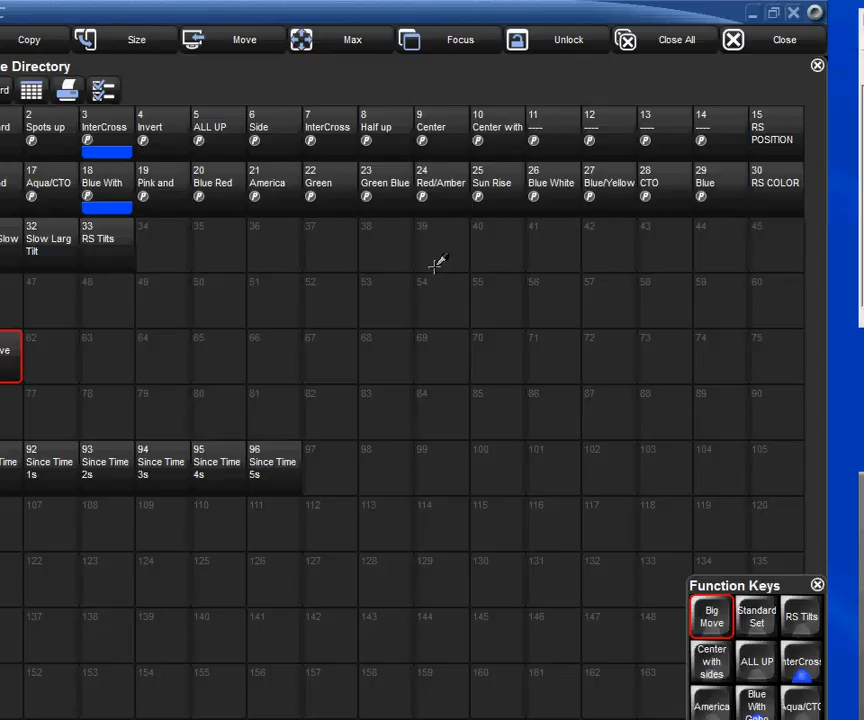 Copy Size Move Max Focus Unlock Close All Close
e Directory
rd
rd 2 Spots up 3 InterCross 4 Invert 5 ALL UP 6 Side 7 InterCross 8 Half up 9 Center 10 Center with 11 ---- 12 ---- 13 ---- 14 ---- 15 RS POSITION
d 17 Aqua/CTO 18 Blue With 19 Pink and 20 Blue Red 21 America 22 Green 23 Green Blue 24 Red/Amber 25 Sun Rise 26 Blue White 27 Blue/Yellow 28 CTO 29 Blue 30 RS COLOR
Slow 32 Slow Larg Tilt 33 RS Tilts 34 35 36 37 38 39 40 41 42 43 44 45
47 48 49 50 51 52 53 54 55 56 57 58 59 60
ve 62 63 64 65 66 67 68 69 70 71 72 73 74 75
77 78 79 80 81 82 83 84 85 86 87 88 89 90
Time 92 Since Time 1s 93 Since Time 2s 94 Since Time 3s 95 Since Time 4s 96 Since Time 5s 97 98 99 100 101 102 103 104 105
107 108 109 110 111 112 113 114 115 116 117 118 119 120
122 123 124 125 126 127 128 129 130 131 132 133 134 135
137 138 139 140 141 142 143 144 145 146 147 148
152 153 154 155 156 157 158 159 160 161 162 163
Function Keys
Big Move Standard Set RS Tilts
Center with sides ALL UP nterCross
America Blue With Gobo Aqua/CTO